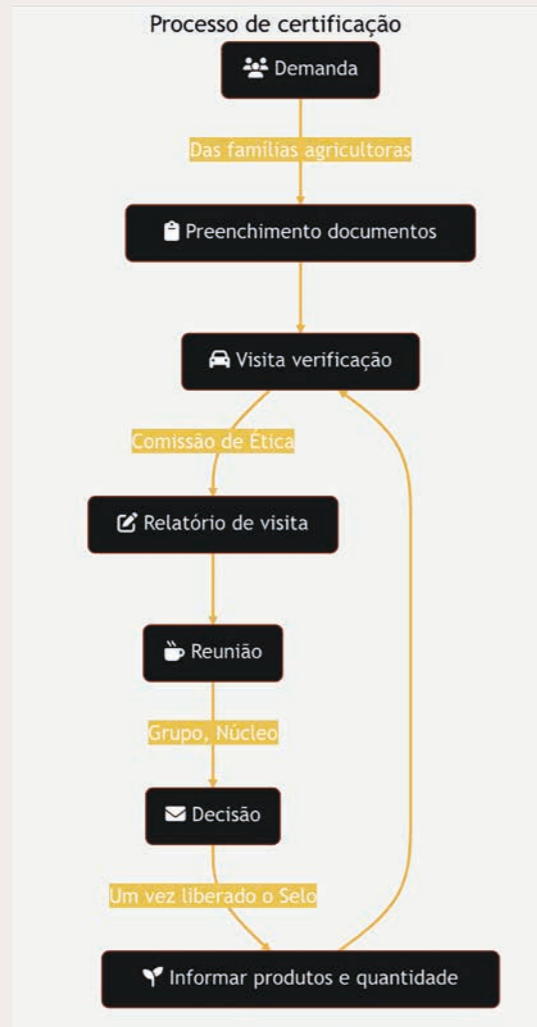 Processo de certificação
Demanda
Das famílias agricultoras
Preenchimento documentos
Visita verificação
Comissão de Ética
Relatório de visita
Reunião
Grupo, Núcleo
Decisão
Um vez liberado o Selo
Informar produtos e quantidade